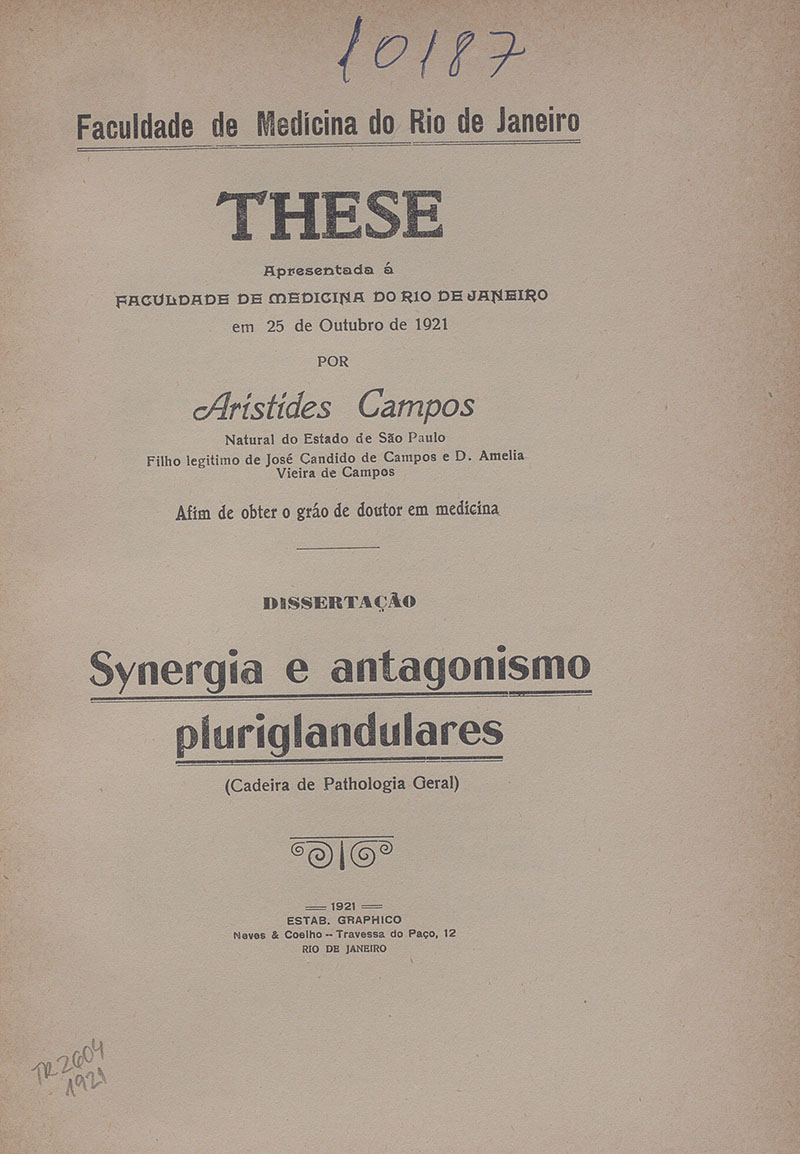 10187
Faculdade de Medicina do Rio de Janeiro
THESE
Apresentada á
FACULDADE DE MEDICINA DO RIO DE JANEIRO
em 25 de Outubro de 1921
POR
Aristides Campos
Natural do Estado de São Paulo
Filho legitimo de José Candido de Campos e D. Amelia
Vieira de Campos
Afim de obter o gráo de doutor em medicina
DISSERTAÇÃO
Synergia e antagonismo
pluriglandulares
(Cadeira de Pathologia Geral)
1921
ESTAB. GRAPHICO
Neves & Coelho -- Travessa do Paço, 12
RIO DE JANEIRO
TR2604
1921